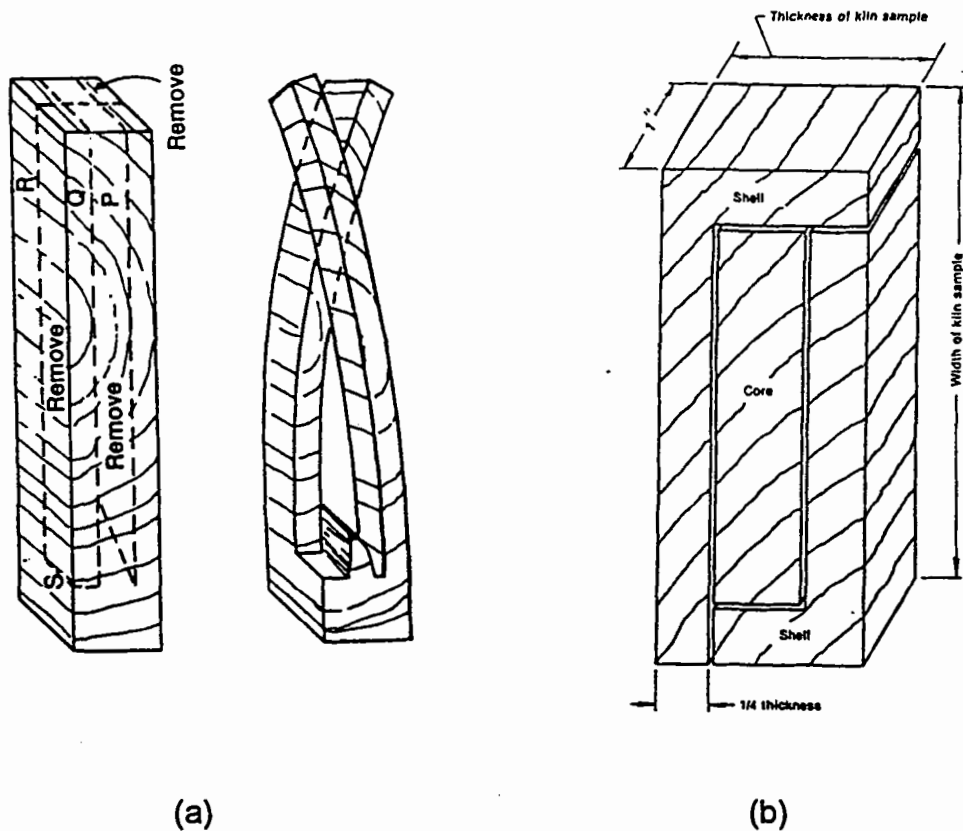 Remove
R
Q
P
Remove
Remove
S
(a)
Thickness of kiln sample
1"
Shell
Core
Shell
Width of kiln sample
1/4 thickness
(b)